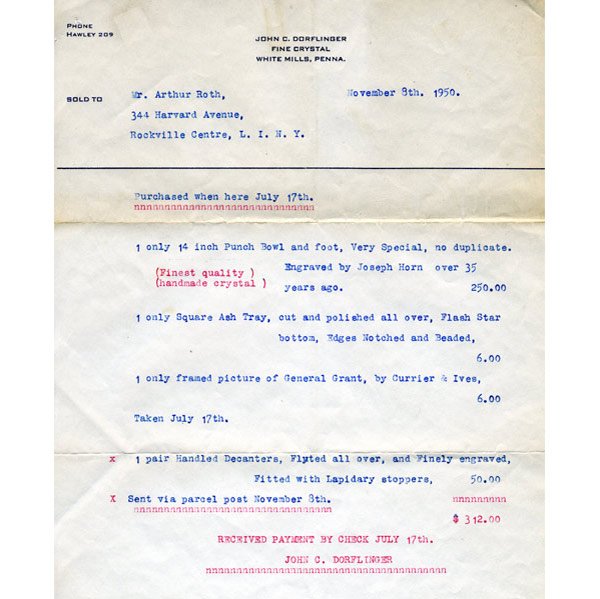 PHONE
HAWLEY 209
JOHN C. DORFLINGER
FINE CRYSTAL
WHITE MILLS, PENNA.
SOLD TO
Mr. Arthur Roth,
November 8th. 1950.
344 Harvard Avenue,
Rockville Centre, L. I. N. Y.
Purchased when here July 17th.
nnnnnnnnnnnnnnnnnnnnnnnnnnnnnn
1 only 14 inch Punch Bowl and foot, Very Special, no duplicate.
(Finest quality )
Engraved by Joseph Horn over 35
(handmade crystal )
years ago. 250.00
1 only Square Ash Tray, cut and polished all over, Flash Star
bottom, Edges Notched and Beaded,
6.00
1 only framed picture of General Grant, by Currier & Ives,
6.00
Taken July 17th.
x 1 pair Handled Decanters, Flyted all over, and Finely engraved,
Fitted with Lapidary stoppers, 50.00
X Sent via parcel post November 8th. nnnnnnnnn
nnnnnnnnnnnnnnnnnnnnnnnnnnnnnnnnn
$ 312.00
RECEIVED PAYMENT BY CHECK JULY 17th.
JOHN C. DORFLINGER
nnnnnnnnnnnnnnnnnnnnnnnnnnnnnnnnnnnnnnnn